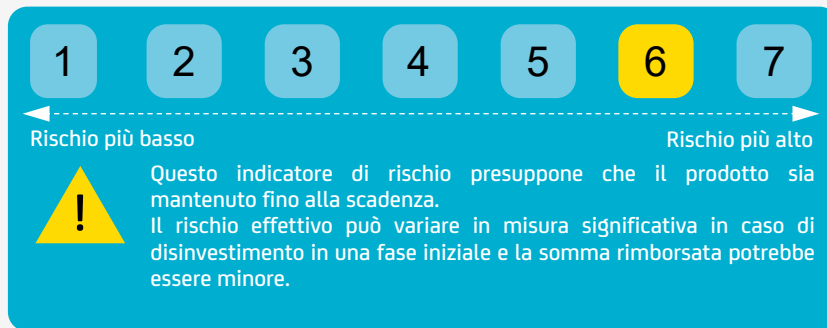 1 2 3 4 5 6 7
Rischio più basso Rischio più alto
!
Questo indicatore di rischio presuppone che il prodotto sia
mantenuto fino alla scadenza.
Il rischio effettivo può variare in misura significativa in caso di
disinvestimento in una fase iniziale e la somma rimborsata potrebbe
essere minore.